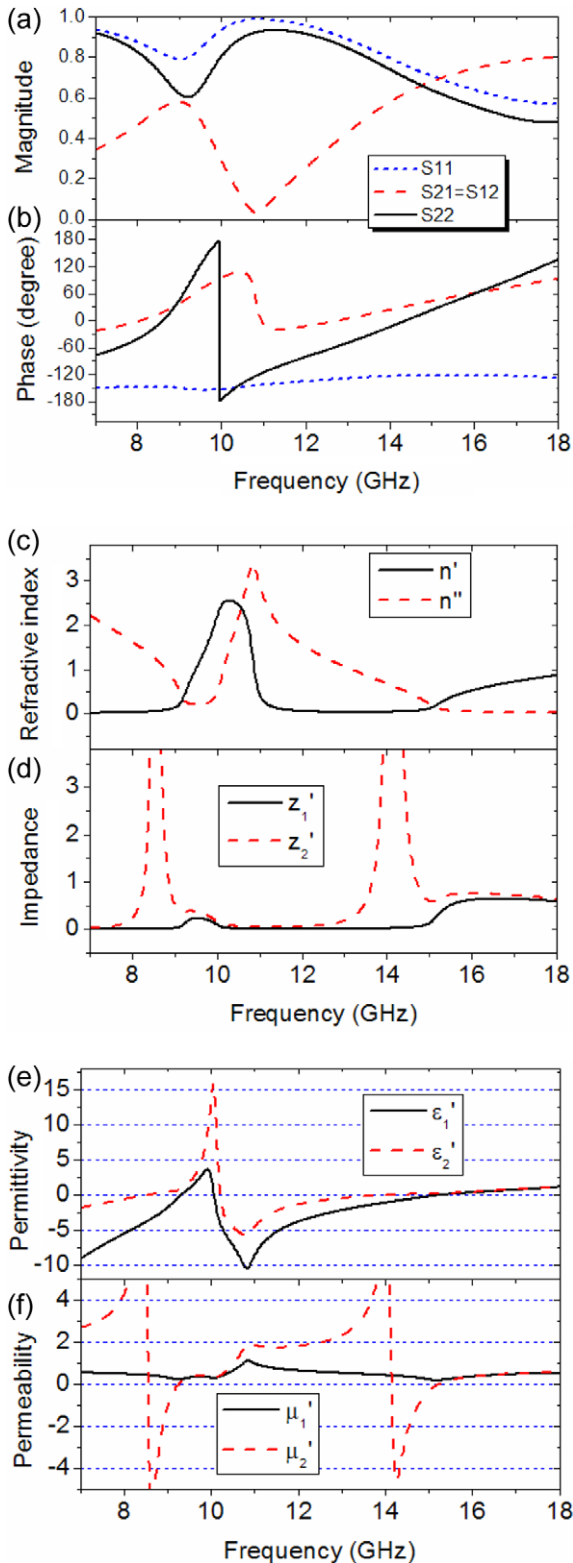 (a)
1.0
0.8
0.6
0.4
0.2
0.0
Magnitude
S11
S21=S12
S22
(b)
180
120
60
0
-60
-120
-180
Phase (degree)
8 10 12 14 16 18
Frequency (GHz)
(c)
3
2
1
0
Refractive index
n'
n''
(d)
3
2
1
0
Impedance
z₁'
z₂'
8 10 12 14 16 18
Frequency (GHz)
(e)
15
10
5
0
-5
-10
Permittivity
ε₁'
ε₂'
(f)
4
2
0
-2
-4
Permeability
μ₁'
μ₂'
8 10 12 14 16 18
Frequency (GHz)